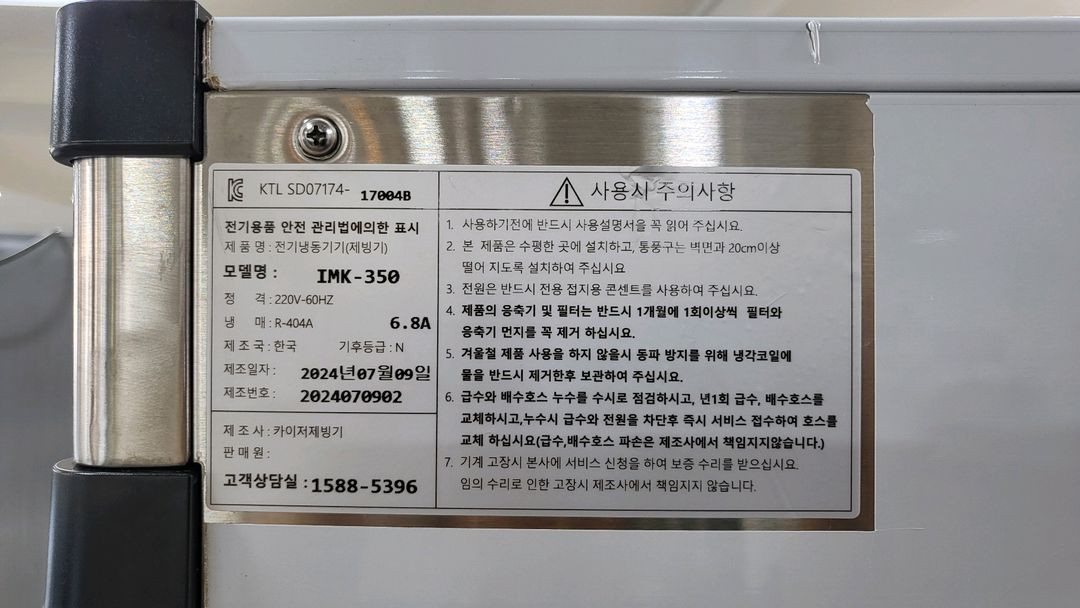 KC KTL SD07174- 17004B
전기용품 안전 관리법에의한 표시
제 품 명 : 전기냉동기기(제빙기)
모델명 : IMK-350
정 격 : 220V-60HZ
냉 매 : R-404A 6.8A
제 조 국 : 한국 기후등급 : N
제조일자 : 2024년07월09일
제조번호 : 2024070902
제 조 사 : 카이저제빙기
판 매 원 :
고객상담실 : 1588-5396
사용시 주의사항
1. 사용하기전에 반드시 사용설명서을 꼭 읽어 주십시요.
2. 본 제품은 수평한 곳에 설치하고, 통풍구는 벽면과 20cm이상
떨어 지도록 설치하여 주십시요
3. 전원은 반드시 전용 접지용 콘센트를 사용하여 주십시요.
4. 제품의 응축기 및 필터는 반드시 1개월에 1회이상씩 필터와
응축기 먼지를 꼭 제거 하십시요.
5. 겨울철 제품 사용을 하지 않을시 동파 방지를 위해 냉각코일에
물을 반드시 제거한후 보관하여 주십시요.
6. 급수와 배수호스 누수를 수시로 점검하시고, 년1회 급수, 배수호스를
교체하시고,누수시 급수와 전원을 차단후 즉시 서비스 접수하여 호스를
교체 하십시요(급수,배수호스 파손은 제조사에서 책임지지않습니다.)
7. 기계 고장시 본사에 서비스 신청을 하여 보증 수리를 받으십시요.
임의 수리로 인한 고장시 제조사에서 책임지지 않습니다.